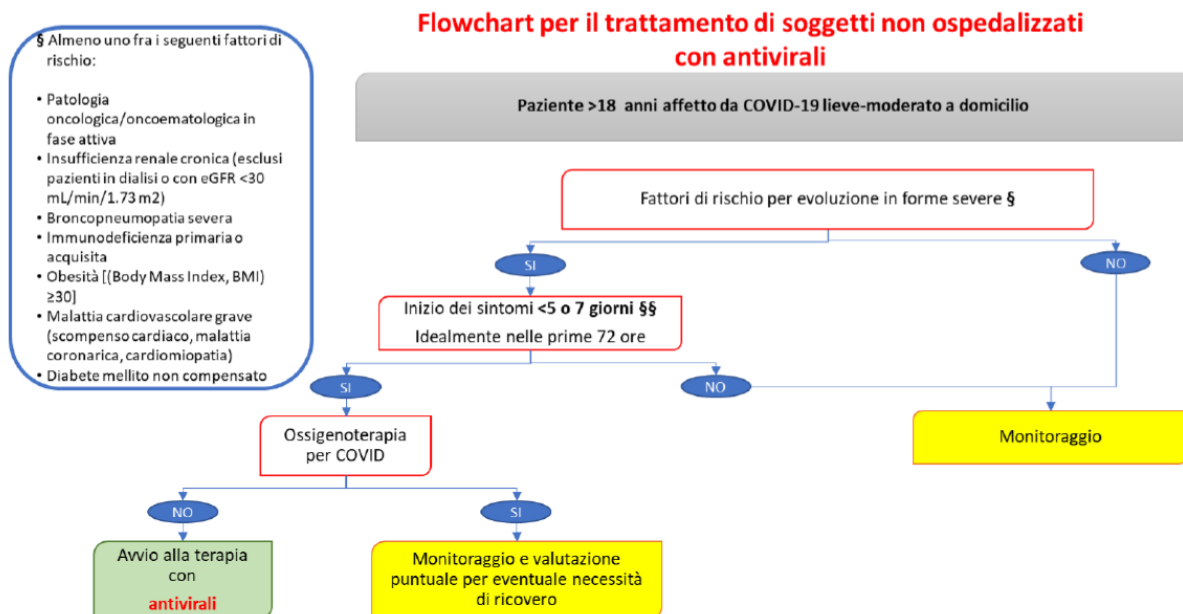 Flowchart per il trattamento di soggetti non ospedalizzati
con antivirali
§ Almeno uno fra i seguenti fattori di
rischio:
• Patologia
oncologica/oncoematologica in
fase attiva
• Insufficienza renale cronica (esclusi
pazienti in dialisi o con eGFR <30
mL/min/1.73 m2)
• Broncopneumopatia severa
• Immunodeficienza primaria o
acquisita
• Obesità [(Body Mass Index, BMI)
≥30]
• Malattia cardiovascolare grave
(scompenso cardiaco, malattia
coronarica, cardiomiopatia)
• Diabete mellito non compensato
Paziente >18 anni affetto da COVID-19 lieve-moderato a domicilio
Fattori di rischio per evoluzione in forme severe §
SI
NO
Inizio dei sintomi <5 o 7 giorni §§
Idealmente nelle prime 72 ore
SI
NO
Ossigenoterapia
per COVID
Monitoraggio
NO
SI
Avvio alla terapia
con
antivirali
Monitoraggio e valutazione
puntuale per eventuale necessità
di ricovero